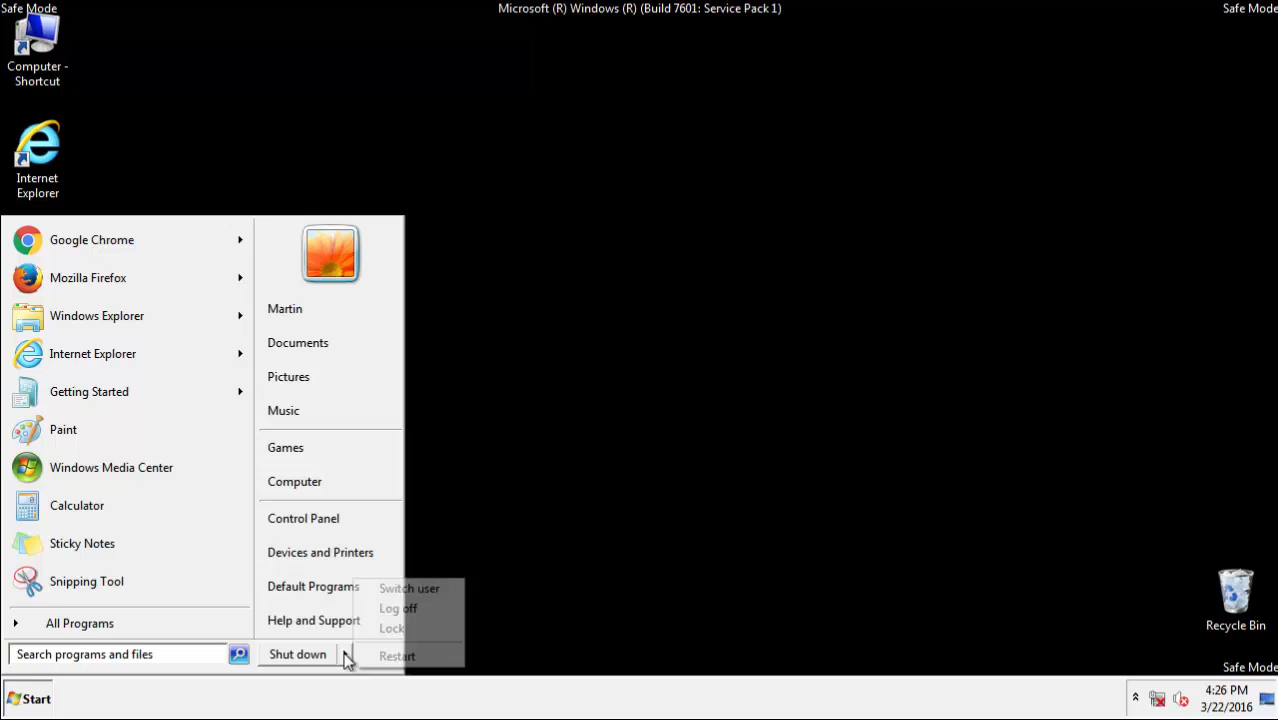 Safe Mode
Microsoft (R) Windows (R) (Build 7601: Service Pack 1)
Safe Mode
Computer -
Shortcut
Internet
Explorer
Google Chrome
Mozilla Firefox
Windows Explorer
Internet Explorer
Getting Started
Paint
Windows Media Center
Calculator
Sticky Notes
Snipping Tool
All Programs
Search programs and files
Martin
Documents
Pictures
Music
Games
Computer
Control Panel
Devices and Printers
Default Programs
Help and Support
Shut down
Switch user
Log off
Lock
Restart
Recycle Bin
Safe Mode
Start
4:26 PM
3/22/2016